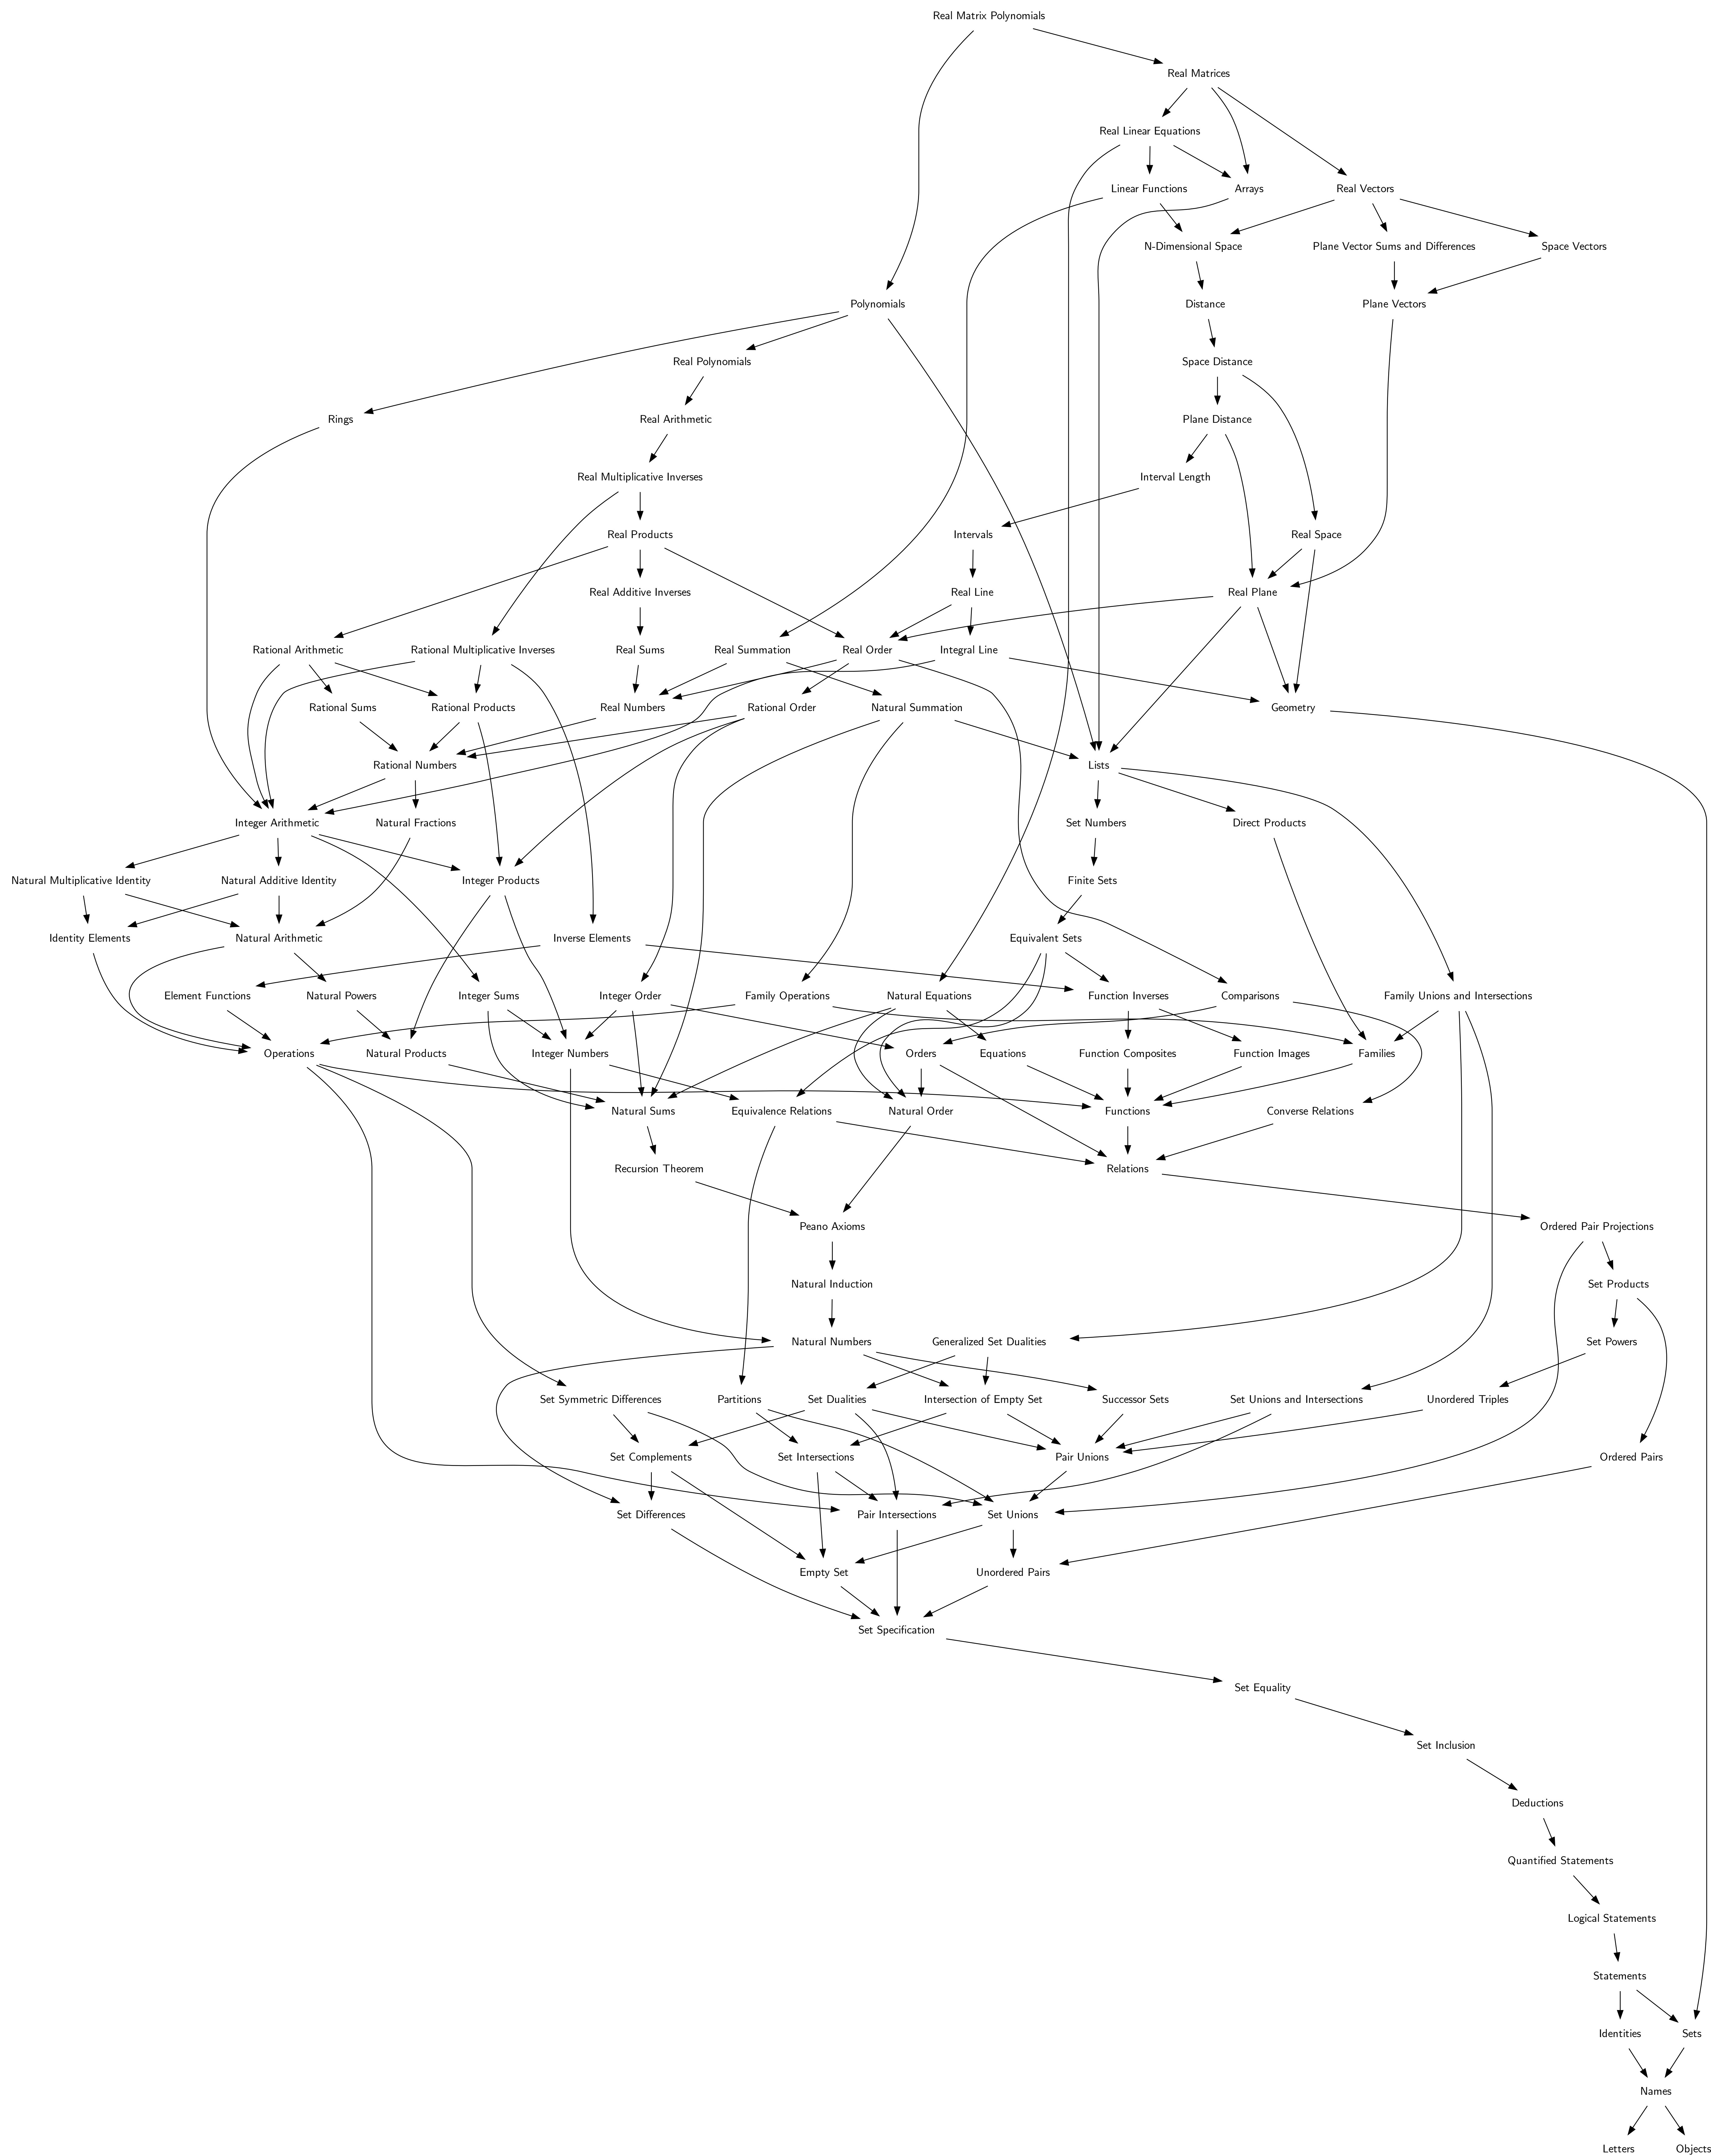 Real Matrix Polynomials
Real Matrices
Real Linear Equations
Linear Functions
Arrays
Real Vectors
N-Dimensional Space
Plane Vector Sums and Differences
Space Vectors
Polynomials
Distance
Plane Vectors
Real Polynomials
Space Distance
Rings
Real Arithmetic
Plane Distance
Real Multiplicative Inverses
Interval Length
Real Products
Intervals
Real Space
Real Additive Inverses
Real Line
Real Plane
Rational Arithmetic
Rational Multiplicative Inverses
Real Sums
Real Summation
Real Order
Integral Line
Rational Sums
Rational Products
Real Numbers
Rational Order
Natural Summation
Geometry
Rational Numbers
Lists
Integer Arithmetic
Natural Fractions
Set Numbers
Direct Products
Natural Multiplicative Identity
Natural Additive Identity
Integer Products
Finite Sets
Identity Elements
Natural Arithmetic
Inverse Elements
Equivalent Sets
Element Functions
Natural Powers
Integer Sums
Integer Order
Family Operations
Natural Equations
Function Inverses
Comparisons
Family Unions and Intersections
Operations
Natural Products
Integer Numbers
Orders
Equations
Function Composites
Function Images
Families
Natural Sums
Equivalence Relations
Natural Order
Functions
Converse Relations
Recursion Theorem
Relations
Peano Axioms
Ordered Pair Projections
Natural Induction
Set Products
Natural Numbers
Generalized Set Dualities
Set Powers
Set Symmetric Differences
Partitions
Set Dualities
Intersection of Empty Set
Successor Sets
Set Unions and Intersections
Unordered Triples
Set Complements
Set Intersections
Pair Unions
Ordered Pairs
Set Differences
Pair Intersections
Set Unions
Empty Set
Unordered Pairs
Set Specification
Set Equality
Set Inclusion
Deductions
Quantified Statements
Logical Statements
Statements
Identities
Sets
Names
Letters
Objects